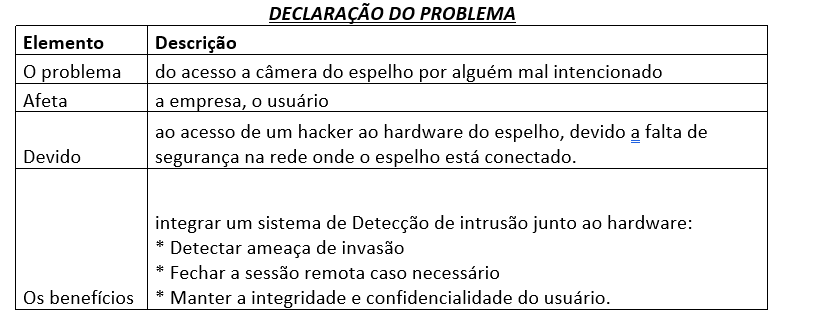 DECLARAÇÃO DO PROBLEMA
Elemento Descrição
O problema do acesso a câmera do espelho por alguém mal intencionado
Afeta a empresa, o usuário
ao acesso de um hacker ao hardware do espelho, devido a falta de
Devido segurança na rede onde o espelho está conectado.
integrar um sistema de Detecção de intrusão junto ao hardware:
* Detectar ameaça de invasão
* Fechar a sessão remota caso necessário
Os benefícios * Manter a integridade e confidencialidade do usuário.